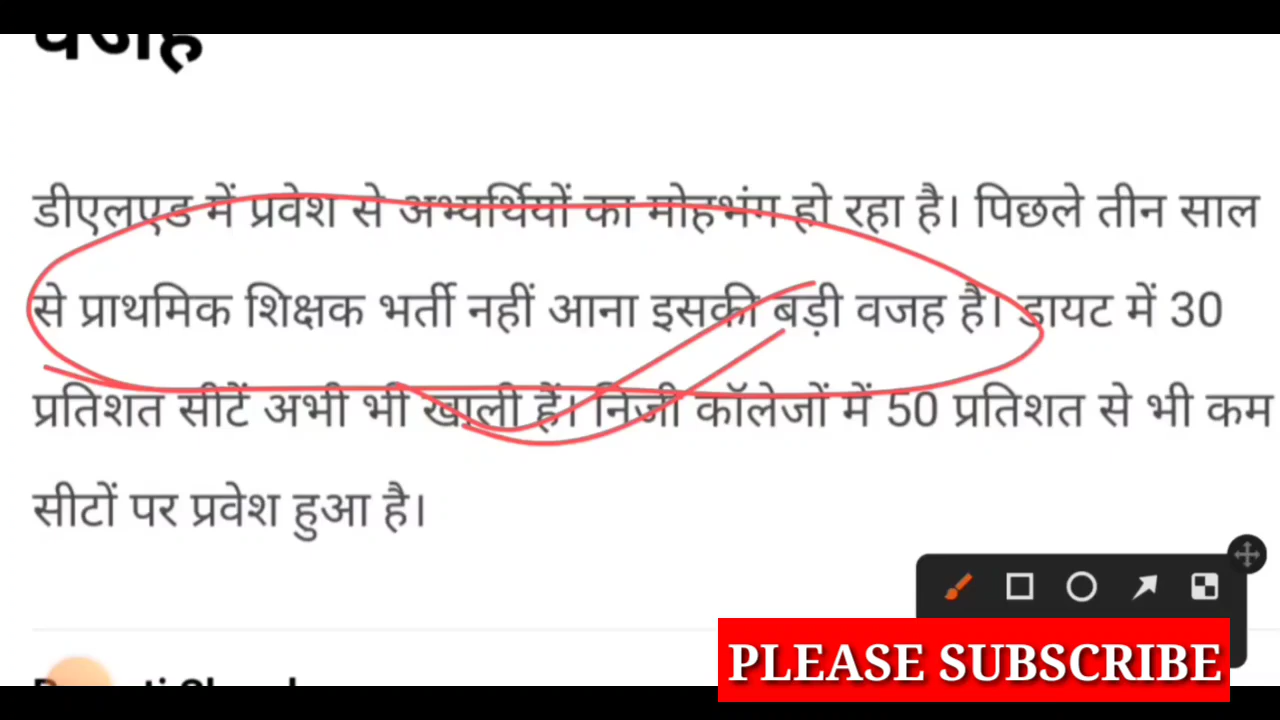 वजह
डीएलएड में प्रवेश से अभ्यर्थियों का मोहभंग हो रहा है। पिछले तीन साल
से प्राथमिक शिक्षक भर्ती नहीं आना इसकी बड़ी वजह है। डायट में 30
प्रतिशत सीटें अभी भी खाली हैं। निजी कॉलेजों में 50 प्रतिशत से भी कम
सीटों पर प्रवेश हुआ है।
PLEASE SUBSCRIBE